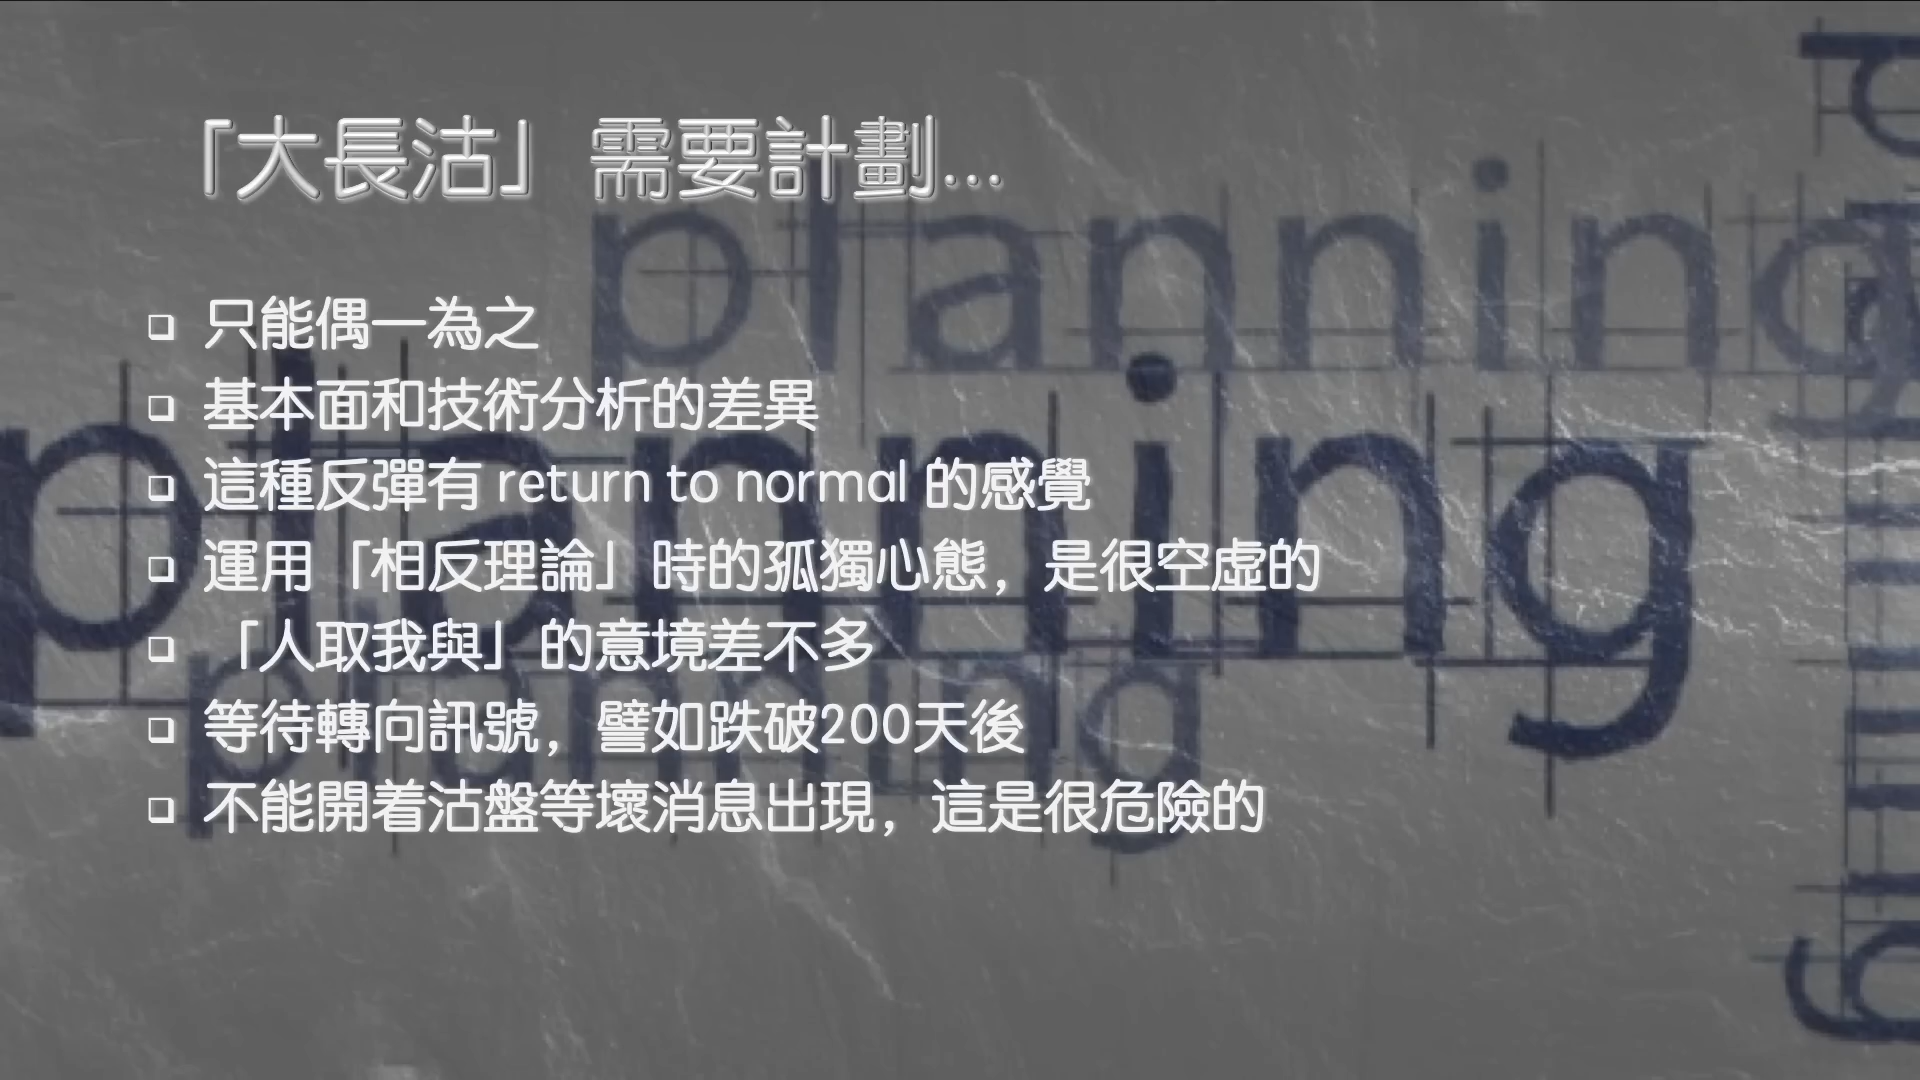 「大長沽」需要計劃...
❑ 只能偶一為之
❑ 基本面和技術分析的差異
❑ 這種反彈有 return to normal 的感覺
❑ 運用「相反理論」時的孤獨心態，是很空虛的
❑ 「人取我與」的意境差不多
❑ 等待轉向訊號，譬如跌破200天後
❑ 不能開着沽盤等壞消息出現，這是很危險的
planning
planning
planning